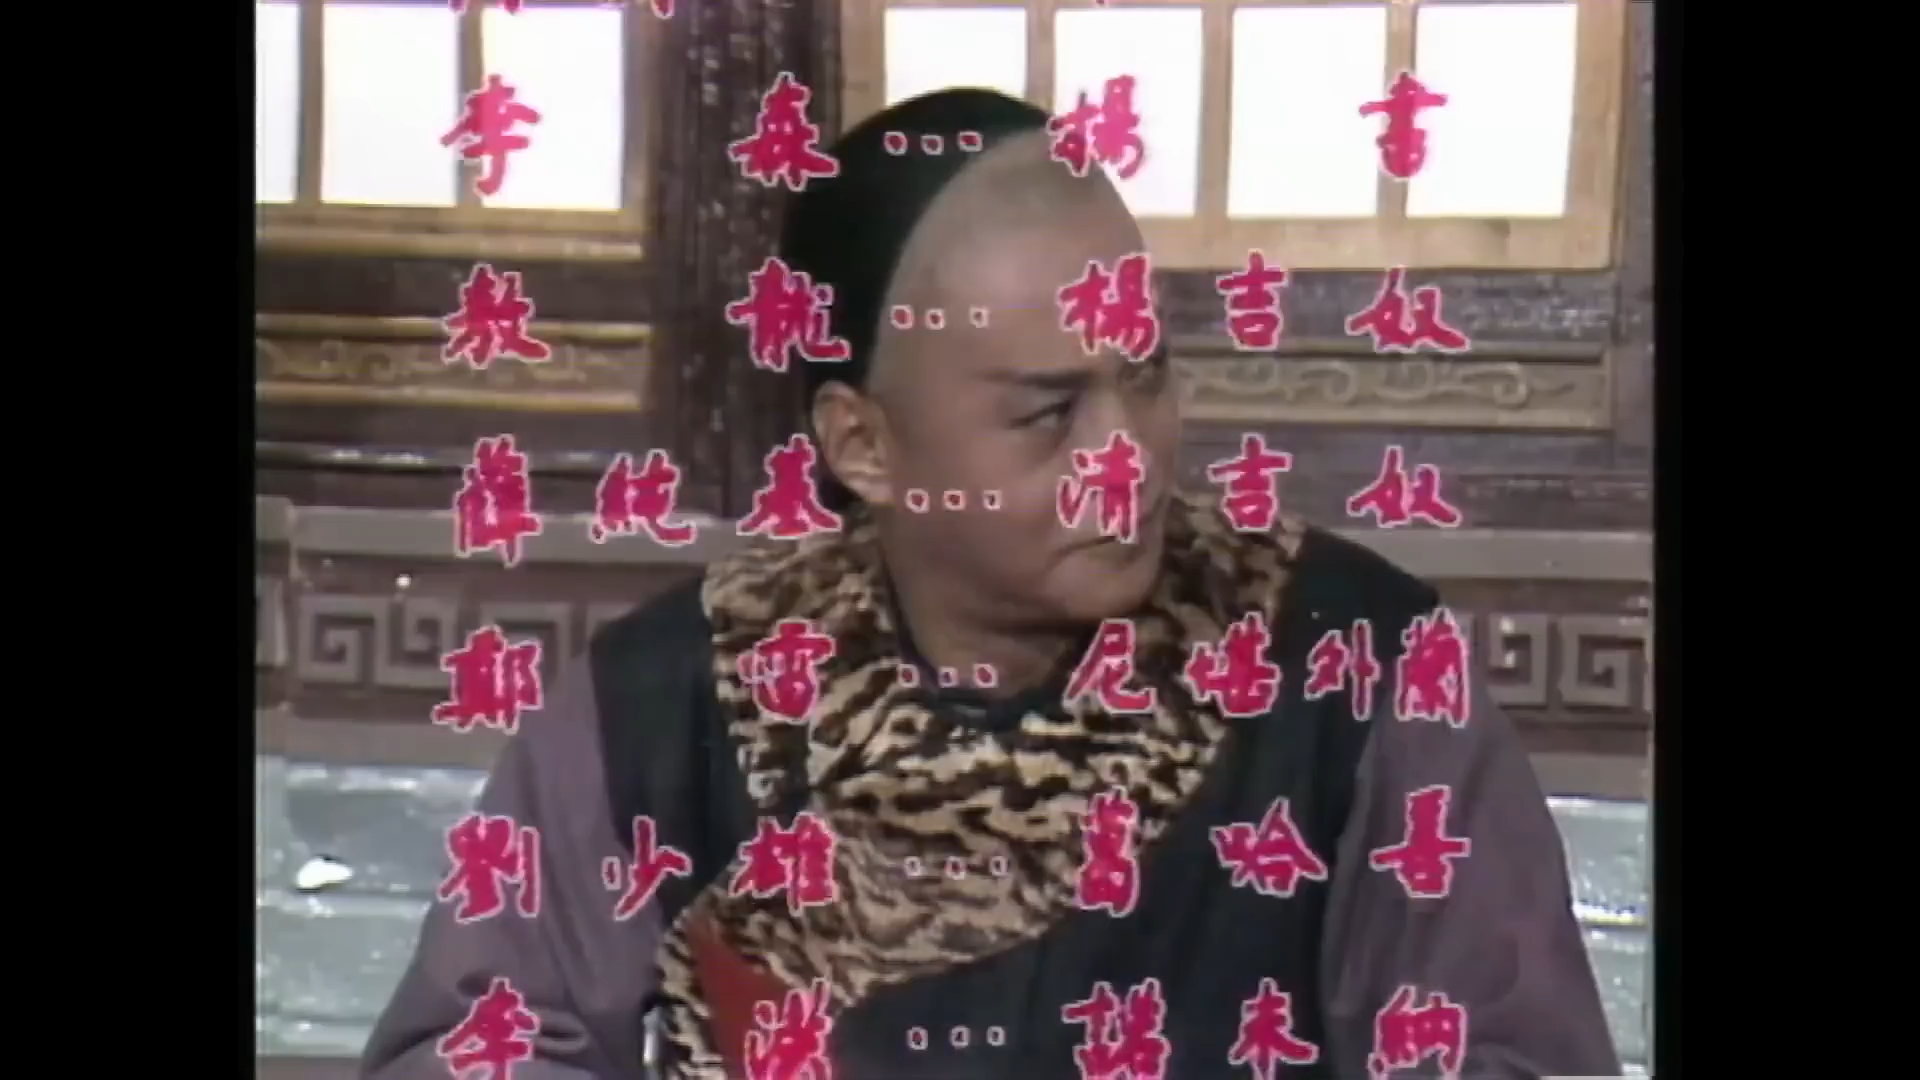 李森…楊書
敖龍…楊吉奴
薛純基…清吉奴
鄭雷…尼堪外蘭
劉少雄…葛哈善
李洪…諾米納